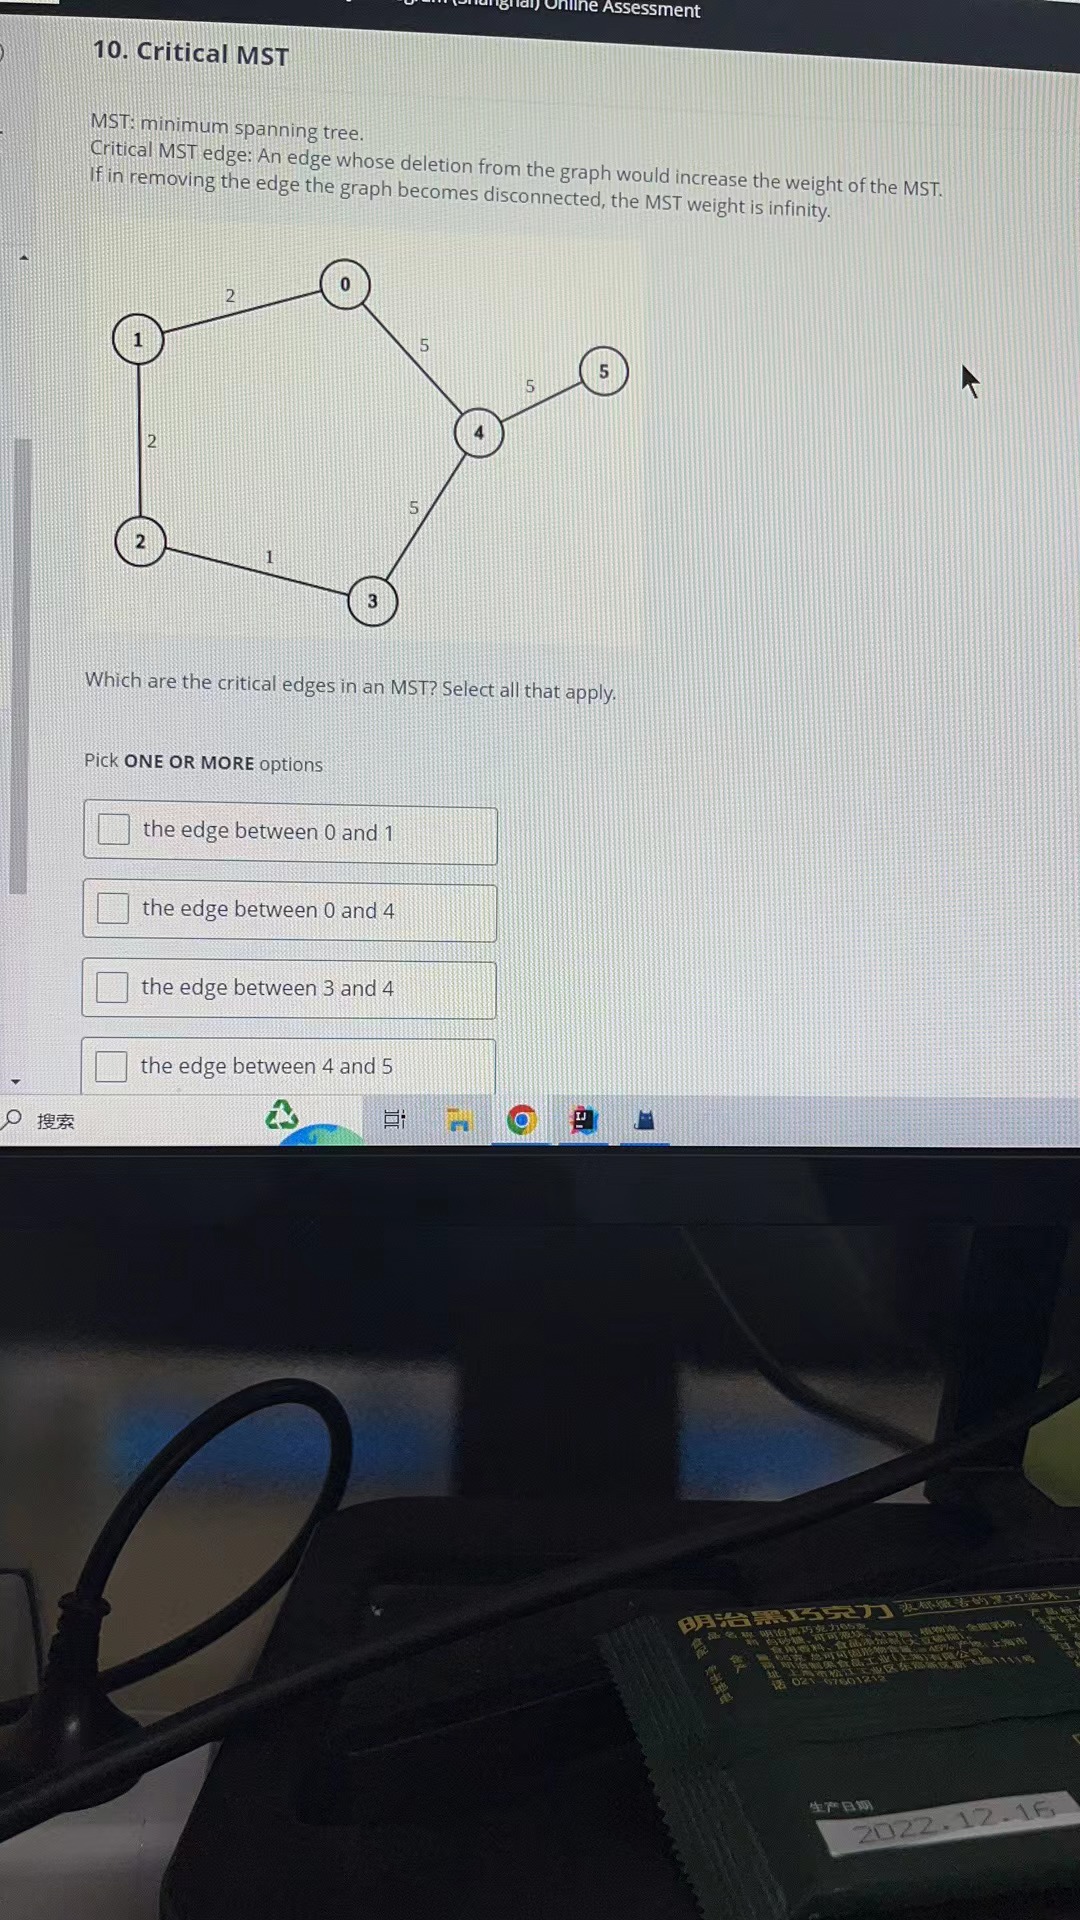 (Shanghai) Online Assessment
10. Critical MST
MST: minimum spanning tree.
Critical MST edge: An edge whose deletion from the graph would increase the weight of the MST.
If in removing the edge the graph becomes disconnected, the MST weight is infinity.
0
2
1
5
5
5
4
2
5
2
1
3
Which are the critical edges in an MST? Select all that apply.
Pick ONE OR MORE options
the edge between 0 and 1
the edge between 0 and 4
the edge between 3 and 4
the edge between 4 and 5
搜索
明治黑巧克力
生产日期
2022.12.16